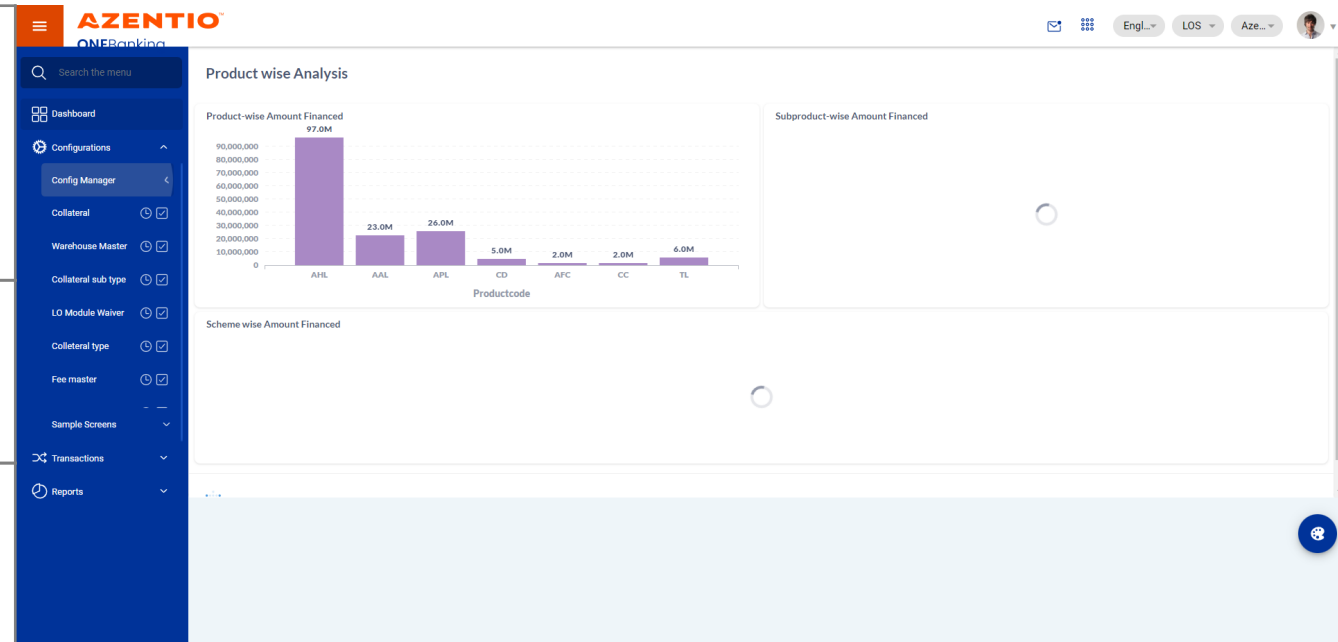 AZENTIO
ONEBanking
Engl...
LOS
Aze...
Search the menu
Dashboard
Configurations
Config Manager
Collateral
Warehouse Master
Collateral sub type
LO Module Waiver
Colleteral type
Fee master
Sample Screens
Transactions
Reports
Product wise Analysis
Product-wise Amount Financed
97.0M
90,000,000
80,000,000
70,000,000
60,000,000
50,000,000
40,000,000
30,000,000
20,000,000
10,000,000
0
23.0M
26.0M
5.0M
2.0M
2.0M
6.0M
AHL
AAL
APL
CD
AFC
CC
TL
Productcode
Subproduct-wise Amount Financed
Scheme wise Amount Financed